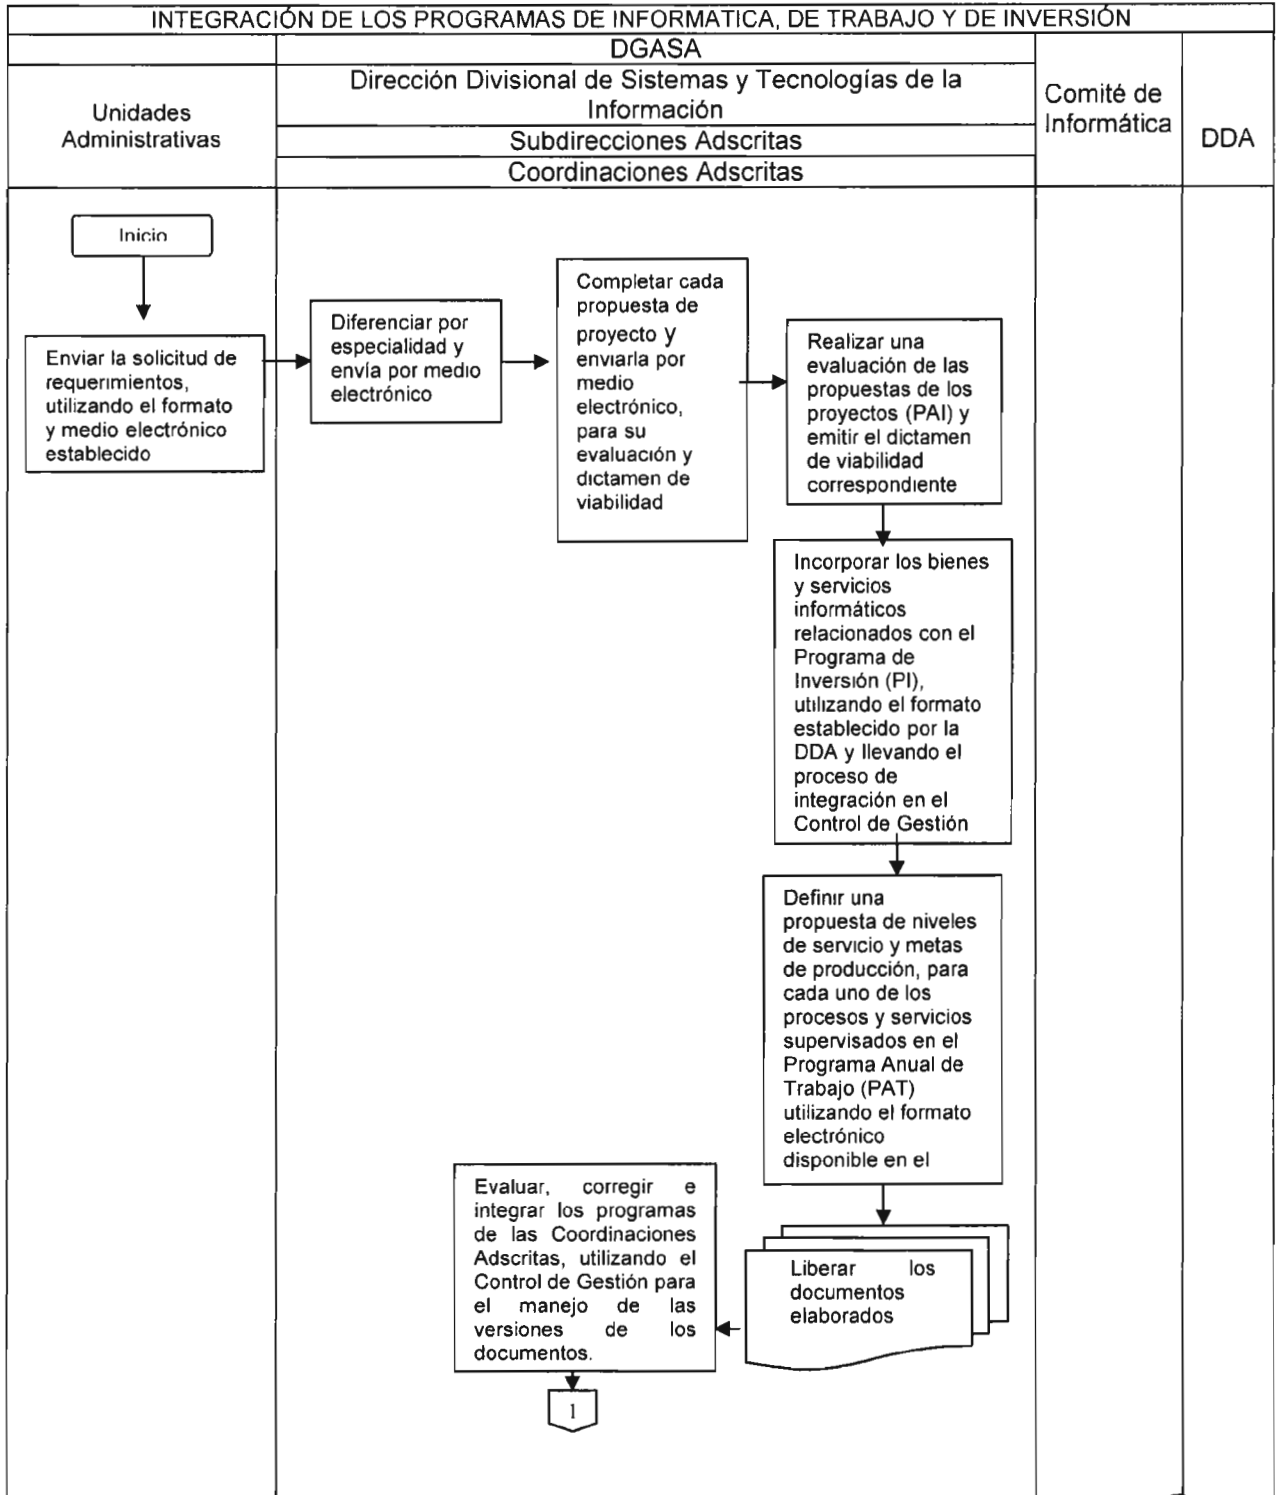 INTEGRACIÓN DE LOS PROGRAMAS DE INFORMATICA, DE TRABAJO Y DE INVERSIÓN
Unidades
Administrativas
DGASA
Dirección Divisional de Sistemas y Tecnologías de la
Información
Subdirecciones Adscritas
Coordinaciones Adscritas
Comité de
Informática
DDA
Inicio
Enviar la solicitud de
requerimientos,
utilizando el formato
y medio electrónico
establecido
Diferenciar por
especialidad y
envía por medio
electrónico
Completar cada
propuesta de
proyecto y
enviarla por
medio
electrónico,
para su
evaluación y
dictamen de
viabilidad
Realizar una
evaluación de las
propuestas de los
proyectos (PAI) y
emitir el dictamen
de viabilidad
correspondiente
Incorporar los bienes
y servicios
informáticos
relacionados con el
Programa de
Inversión (PI),
utilizando el formato
establecido por la
DDA y llevando el
proceso de
integración en el
Control de Gestión
Definir una
propuesta de niveles
de servicio y metas
de producción, para
cada uno de los
procesos y servicios
supervisados en el
Programa Anual de
Trabajo (PAT)
utilizando el formato
electrónico
disponible en el
Liberar los
documentos
elaborados
Evaluar, corregir e
integrar los programas
de las Coordinaciones
Adscritas, utilizando el
Control de Gestión para
el manejo de las
versiones de los
documentos.
1